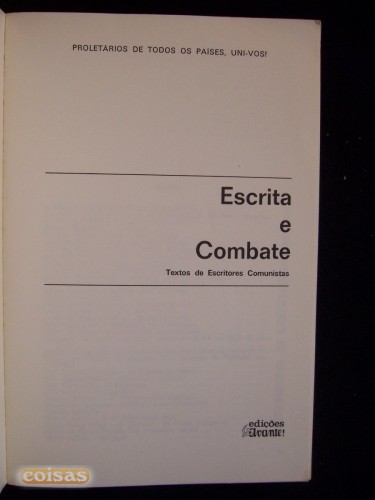 PROLETÁRIOS DE TODOS OS PAÍSES, UNI-VOS!
Escrita
e
Combate
Textos de Escritores Comunistas
edições
Avante!
coisas